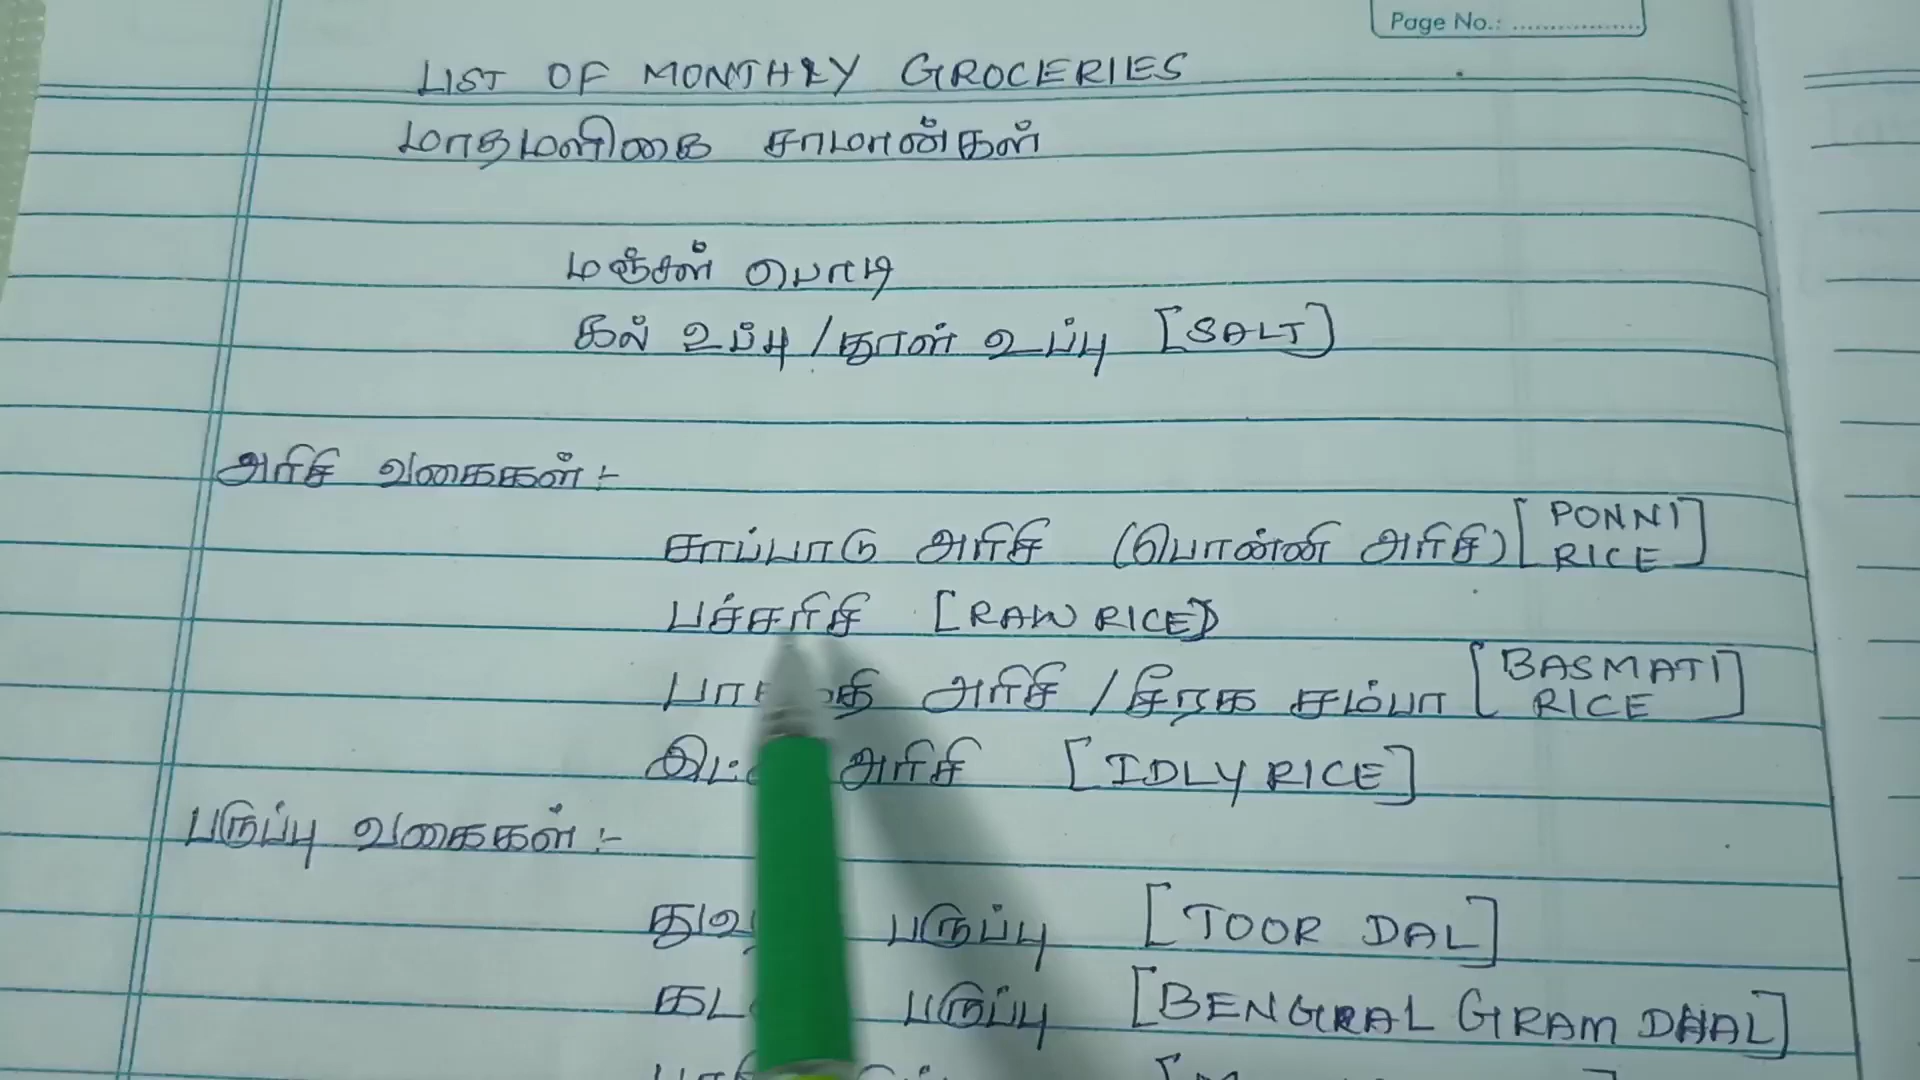 Page No.: ..................
LIST OF MONTHLY GROCERIES
மாதமளிகை சாமான்கள்
மஞ்சள் பொடி
கல் உப்பு / தூள் உப்பு [SALT]
அரிசி வகைகள் :-
சாப்பாடு அரிசி (பொன்னி அரிசி) [PONNI RICE]
பச்சரிசி [RAW RICE]
அரிசி / சீரக சம்பா [BASMATI RICE]
அரிசி [IDLY RICE]
பருப்பு வகைகள் :-
பருப்பு [TOOR DAL]
பருப்பு [BENGRAL GRAM DHAL]